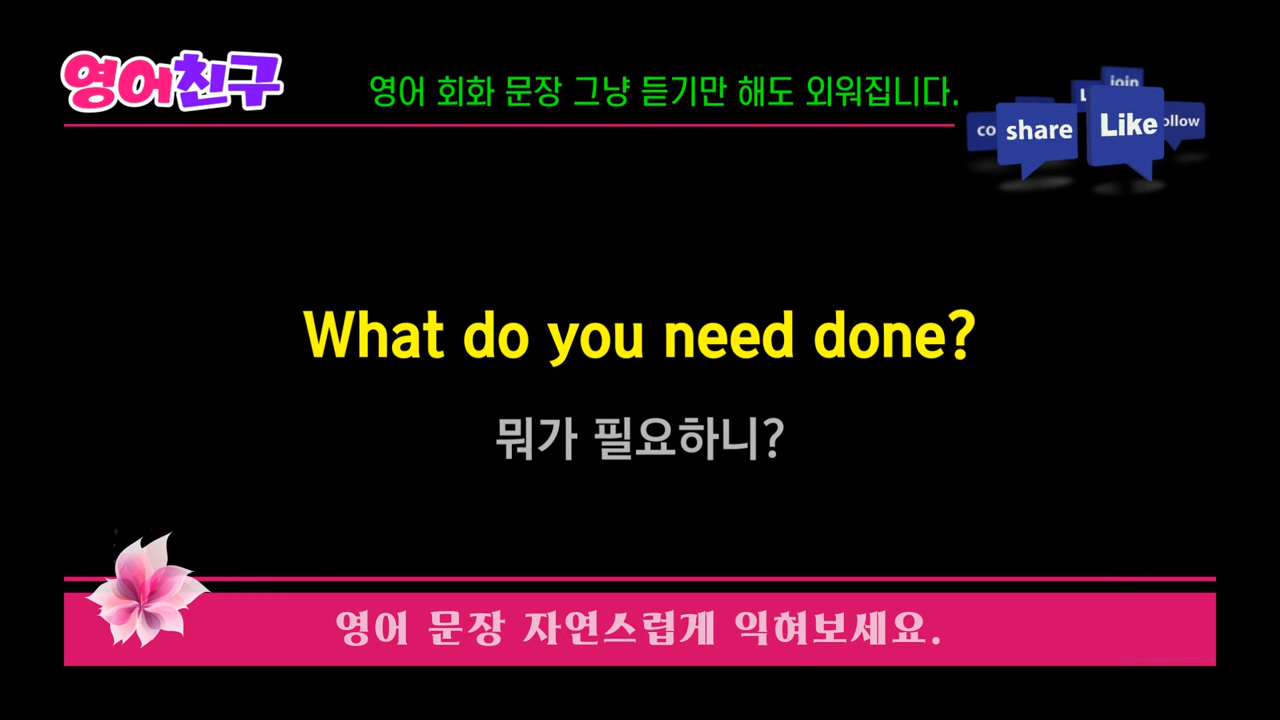 영어친구
영어 회화 문장 그냥 듣기만 해도 외워집니다.
join
share
Like
What do you need done?
뭐가 필요하니?
영어 문장 자연스럽게 익혀보세요.